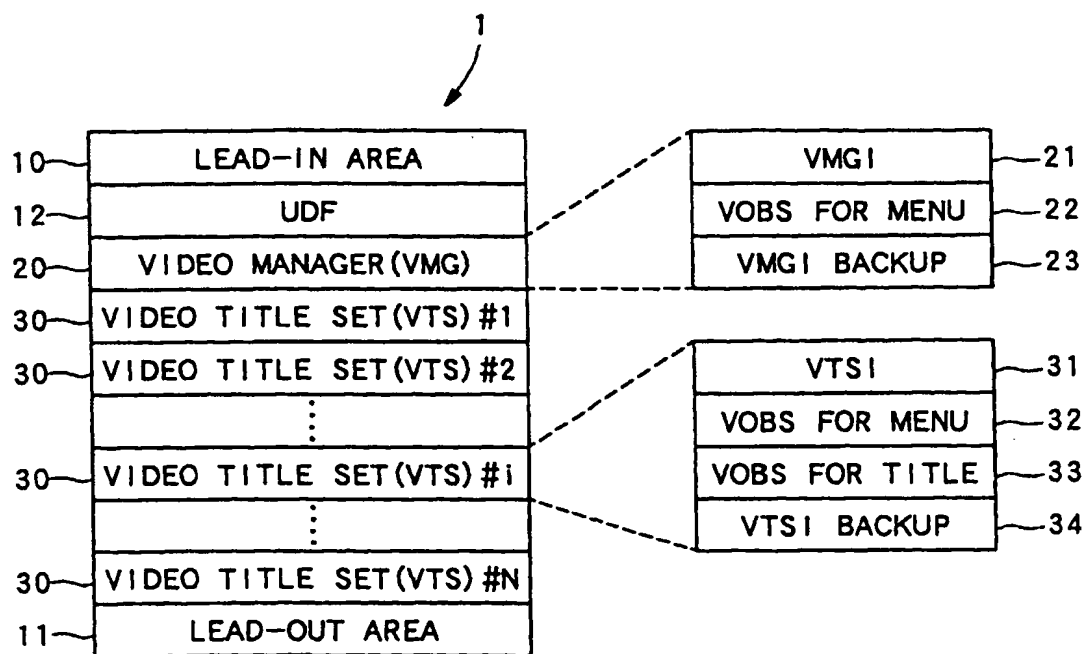 1
10 LEAD-IN AREA
12 UDF
20 VIDEO MANAGER(VMG)
30 VIDEO TITLE SET(VTS)#1
30 VIDEO TITLE SET(VTS)#2
30 VIDEO TITLE SET(VTS)#i
30 VIDEO TITLE SET(VTS)#N
11 LEAD-OUT AREA
VMGI 21
VOBS FOR MENU 22
VMGI BACKUP 23
VTSI 31
VOBS FOR MENU 32
VOBS FOR TITLE 33
VTSI BACKUP 34